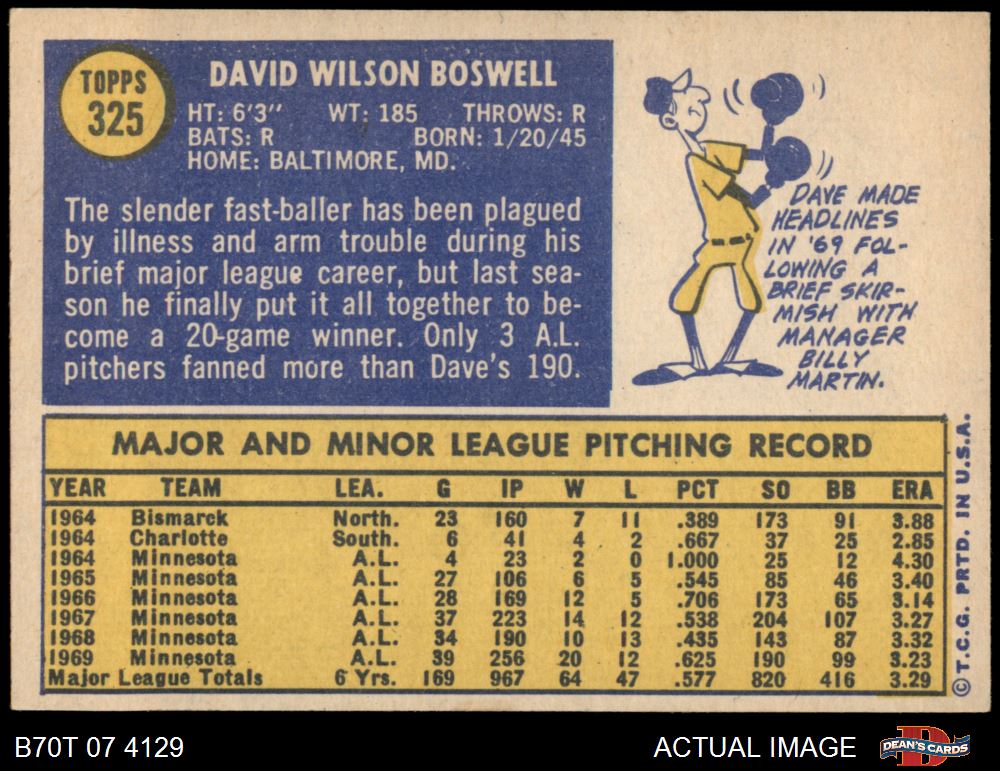 TOPPS
325
DAVID WILSON BOSWELL
HT: 6'3" WT: 185 THROWS: R
BATS: R BORN: 1/20/45
HOME: BALTIMORE, MD.
The slender fast-baller has been plagued
by illness and arm trouble during his
brief major league career, but last sea-
son he finally put it all together to be-
come a 20-game winner. Only 3 A.L.
pitchers fanned more than Dave's 190.
DAVE MADE
HEADLINES
IN '69 FOL-
LOWING A
BRIEF SKIR-
MISH WITH
MANAGER
BILLY
MARTIN.
MAJOR AND MINOR LEAGUE PITCHING RECORD
YEAR TEAM LEA. G IP W L PCT SO BB ERA
1964 Bismarck North. 23 160 7 11 .389 173 91 3.88
1964 Charlotte South. 6 41 4 2 .667 37 25 2.85
1964 Minnesota A.L. 4 23 2 0 1.000 25 12 4.30
1965 Minnesota A.L. 27 106 6 5 .545 85 46 3.40
1966 Minnesota A.L. 28 169 12 5 .706 173 65 3.14
1967 Minnesota A.L. 37 223 14 12 .538 204 107 3.27
1968 Minnesota A.L. 34 190 10 13 .435 143 87 3.32
1969 Minnesota A.L. 39 256 20 12 .625 190 99 3.23
Major League Totals 6 Yrs. 169 967 64 47 .577 820 416 3.29
© T.C.G. PRTD. IN U.S.A.
B70T 07 4129 ACTUAL IMAGE DEAN'S CARDS